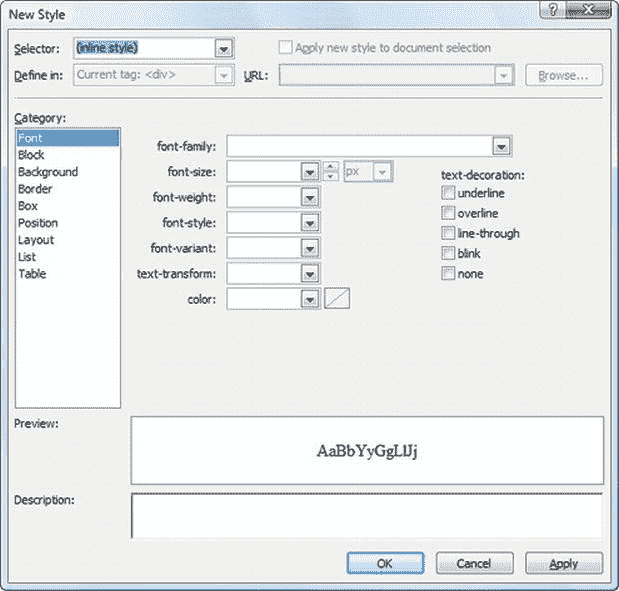 New Style
Selector: (inline style) Apply new style to document selection
Define in: Current tag: <div> URL: Browse...
Category:
Font
Block
Background
Border
Box
Position
Layout
List
Table
font-family:
font-size: px
font-weight:
font-style:
font-variant:
text-transform:
color:
text-decoration:
underline
overline
line-through
blink
none
Preview:
AaBbYyGgLlJj
Description:
OK Cancel Apply